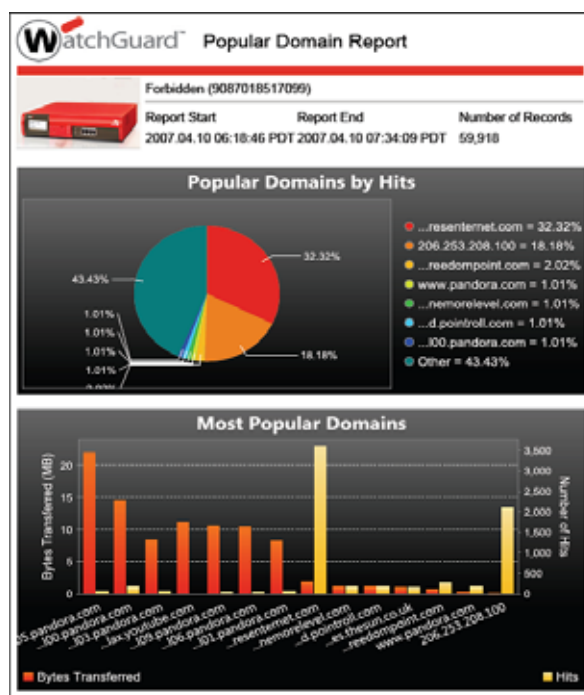 WatchGuard™ Popular Domain Report
Forbidden (9087018517099)
Report Start Report End Number of Records
2007.04.10 06:18:46 PDT 2007.04.10 07:34:09 PDT 59,918
Popular Domains by Hits
43.43%
32.32%
18.18%
1.01%
1.01%
1.01%
1.01%
2.02%
...resenternet.com = 32.32%
206.253.208.100 = 18.18%
...reedompoint.com = 2.02%
www.pandora.com = 1.01%
...nemorelevel.com = 1.01%
...d.pointroll.com = 1.01%
...l00.pandora.com = 1.01%
Other = 43.43%
Most Popular Domains
Bytes Transferred (MB)
20
15
10
5
0
Number of Hits
3,500
3,000
2,500
2,000
1,500
1,000
500
0
05.pandora.com
...l00.pandora.com
...l03.pandora.com
...lax.youtube.com
...l09.pandora.com
...l06.pandora.com
...l01.pandora.com
...resenternet.com
...nemorelevel.com
...d.pointroll.com
...es.thesun.co.uk
...reedompoint.com
www.pandora.com
206.253.208.100
Bytes Transferred
Hits